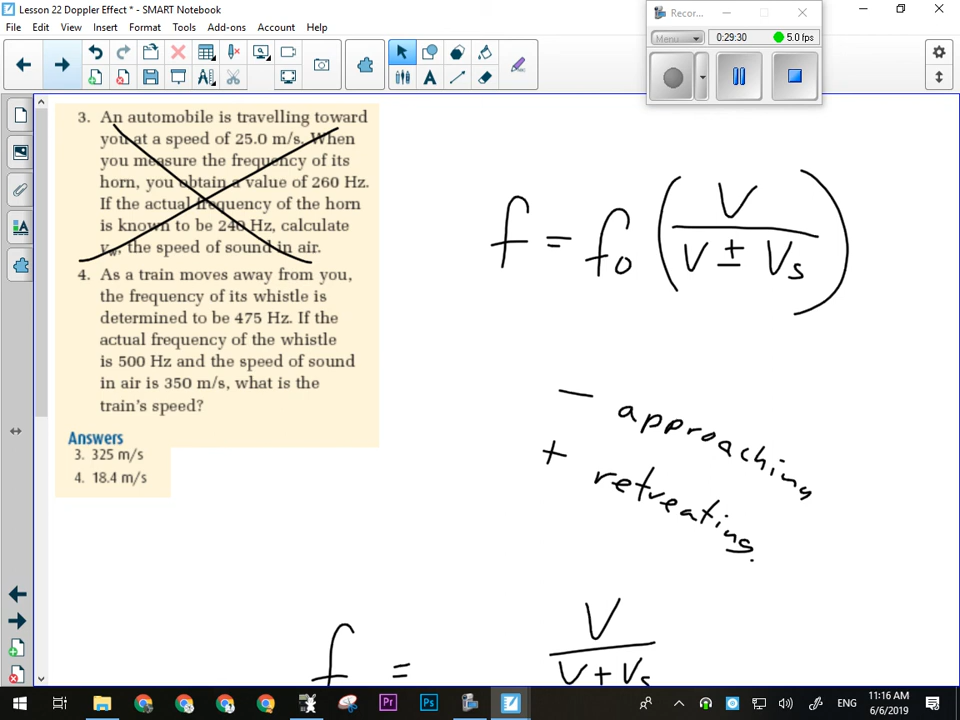 Lesson 22 Doppler Effect * - SMART Notebook
File Edit View Insert Format Tools Add-ons Account Help
Recor...
Menu
0:29:30
5.0 fps
3. An automobile is travelling toward
you at a speed of 25.0 m/s. When
you measure the frequency of its
horn, you obtain a value of 260 Hz.
If the actual frequency of the horn
is known to be 240 Hz, calculate
vw, the speed of sound in air.
4. As a train moves away from you,
the frequency of its whistle is
determined to be 475 Hz. If the
actual frequency of the whistle
is 500 Hz and the speed of sound
in air is 350 m/s, what is the
train's speed?
Answers
3. 325 m/s
4. 18.4 m/s
f = fo ( V / V ± Vs )
- approaching
+ retreating.
f = V / V + Vs
Pr
Ps
ENG
11:16 AM
6/6/2019